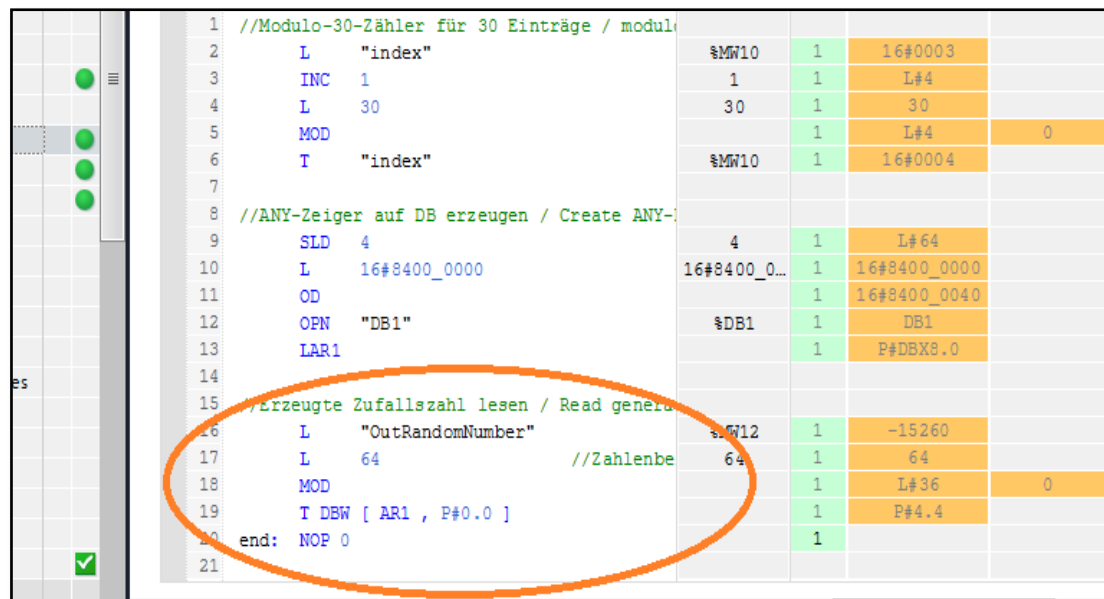 1 //Modulo-30-Zähler für 30 Einträge / modulo
2 L "index" %MW10 1 16#0003
3 INC 1 1 1 L#4
4 L 30 30 1 30
5 MOD 1 L#4 0
6 T "index" %MW10 1 16#0004
7
8 //ANY-Zeiger auf DB erzeugen / Create ANY-
9 SLD 4 4 1 L#64
10 L 16#8400_0000 16#8400_0... 1 16#8400_0000
11 OD 1 16#8400_0040
12 OPN "DB1" %DB1 1 DB1
13 LAR1 1 P#DBX8.0
14
es
15 //Erzeugte Zufallszahl lesen / Read genera
16 L "OutRandomNumber" %MW12 1 -15260
17 L 64 //Zahlenbe 64 1 64
18 MOD 1 L#36 0
19 T DBW [ AR1 , P#0.0 ] 1 P#4.4
20 end: NOP 0 1
21